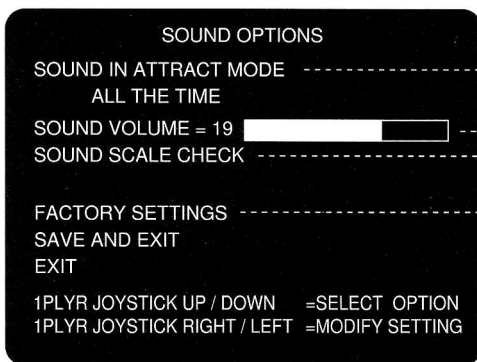 SOUND OPTIONS
SOUND IN ATTRACT MODE
ALL THE TIME
SOUND VOLUME = 19
SOUND SCALE CHECK
FACTORY SETTINGS
SAVE AND EXIT
EXIT
1PLYR JOYSTICK UP / DOWN =SELECT OPTION
1PLYR JOYSTICK RIGHT / LEFT =MODIFY SETTING